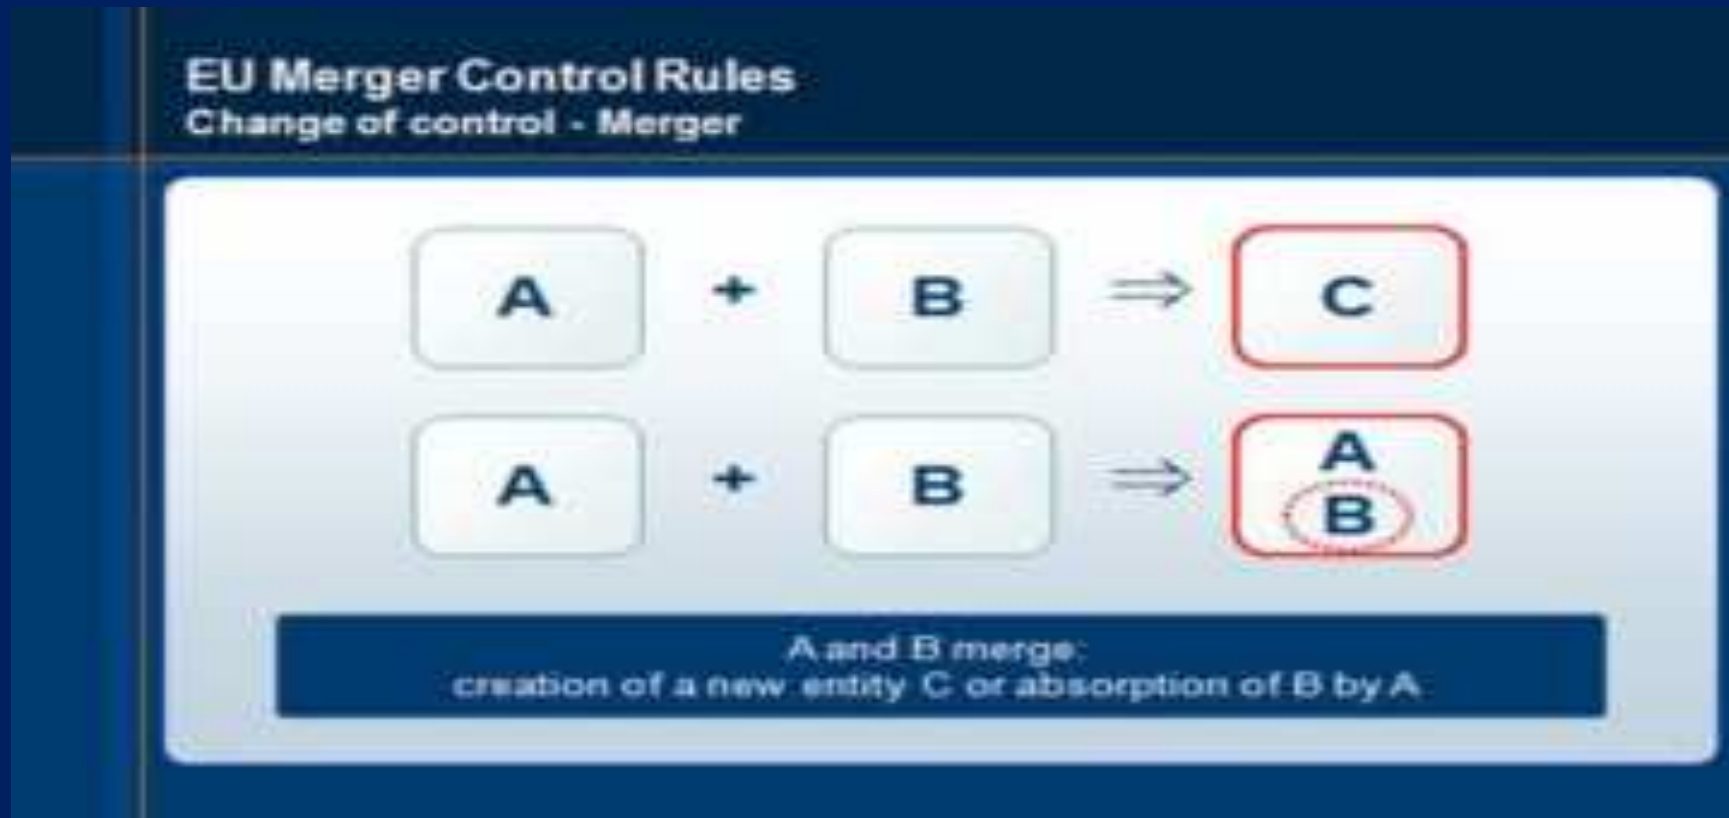 EU Merger Control Rules
Change of control - Merger
A + B ⇒ C
A + B ⇒ A
B
A and B merge:
creation of a new entity C or absorption of B by A